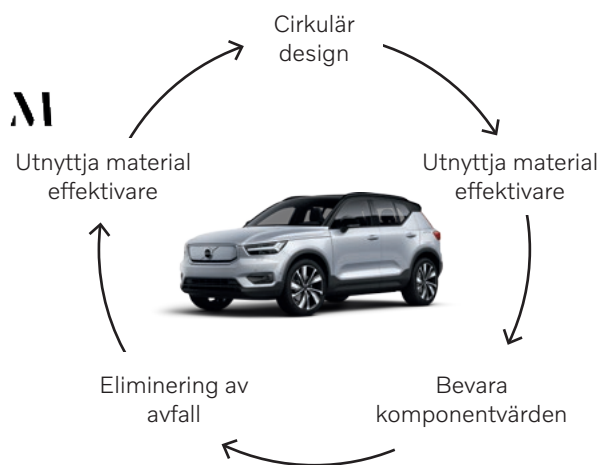 Cirkulär
design
M
Utnyttja material
effektivare
Utnyttja material
effektivare
Eliminering av
avfall
Bevara
komponentvärden